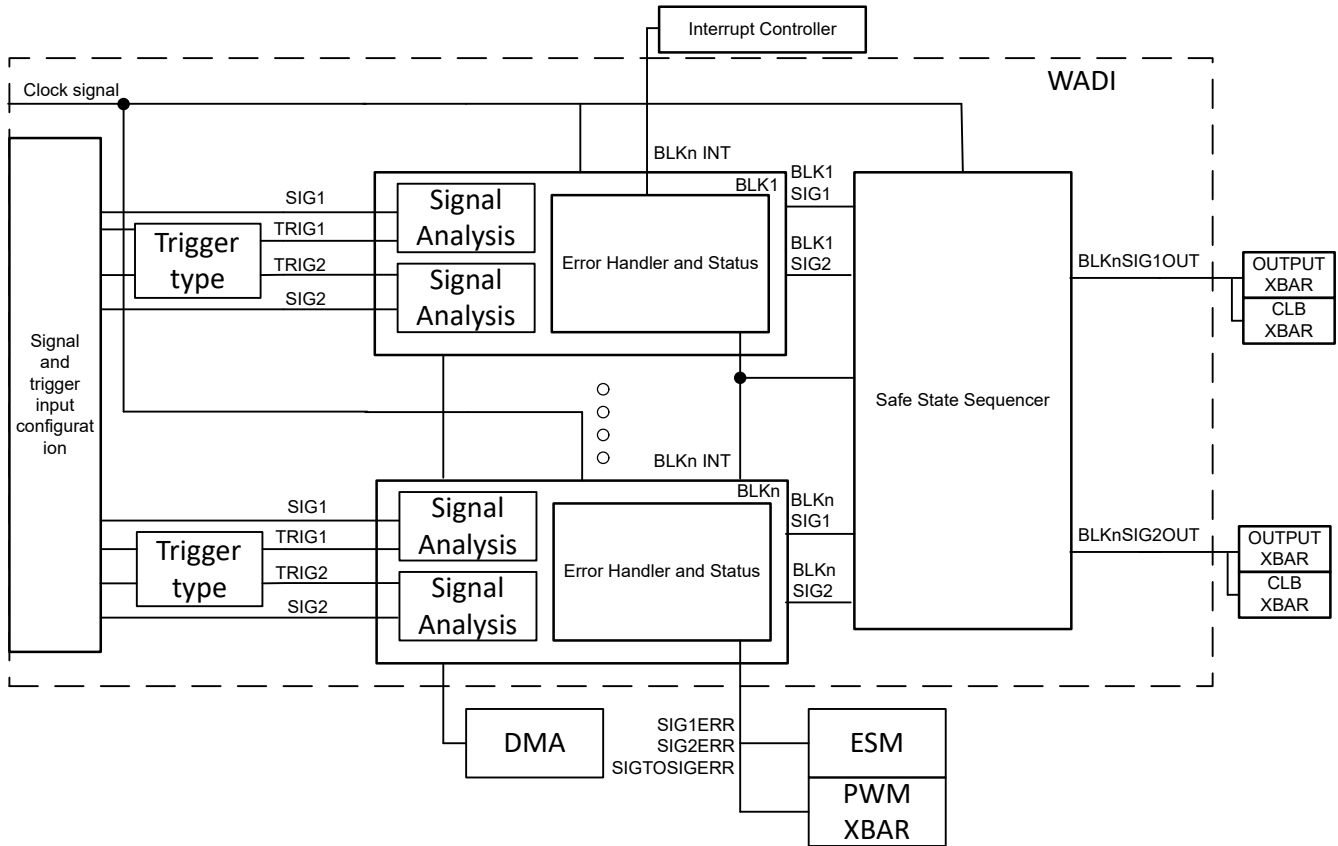 Interrupt Controller
WADI
Clock signal
BLKn INT
Signal
and
trigger
input
configurat
ion
SIG1
TRIG1
TRIG2
SIG2
Trigger
type
BLK1
Signal
Analysis
Signal
Analysis
Error Handler and Status
BLK1
SIG1
BLK1
SIG2
Safe State Sequencer
BLKnSIG1OUT
OUTPUT
XBAR
CLB
XBAR
BLKn INT
SIG1
TRIG1
TRIG2
SIG2
Trigger
type
BLKn
Signal
Analysis
Signal
Analysis
Error Handler and Status
BLKn
SIG1
BLKn
SIG2
BLKnSIG2OUT
OUTPUT
XBAR
CLB
XBAR
DMA
SIG1ERR
SIG2ERR
SIGTOSIGERR
ESM
PWM
XBAR